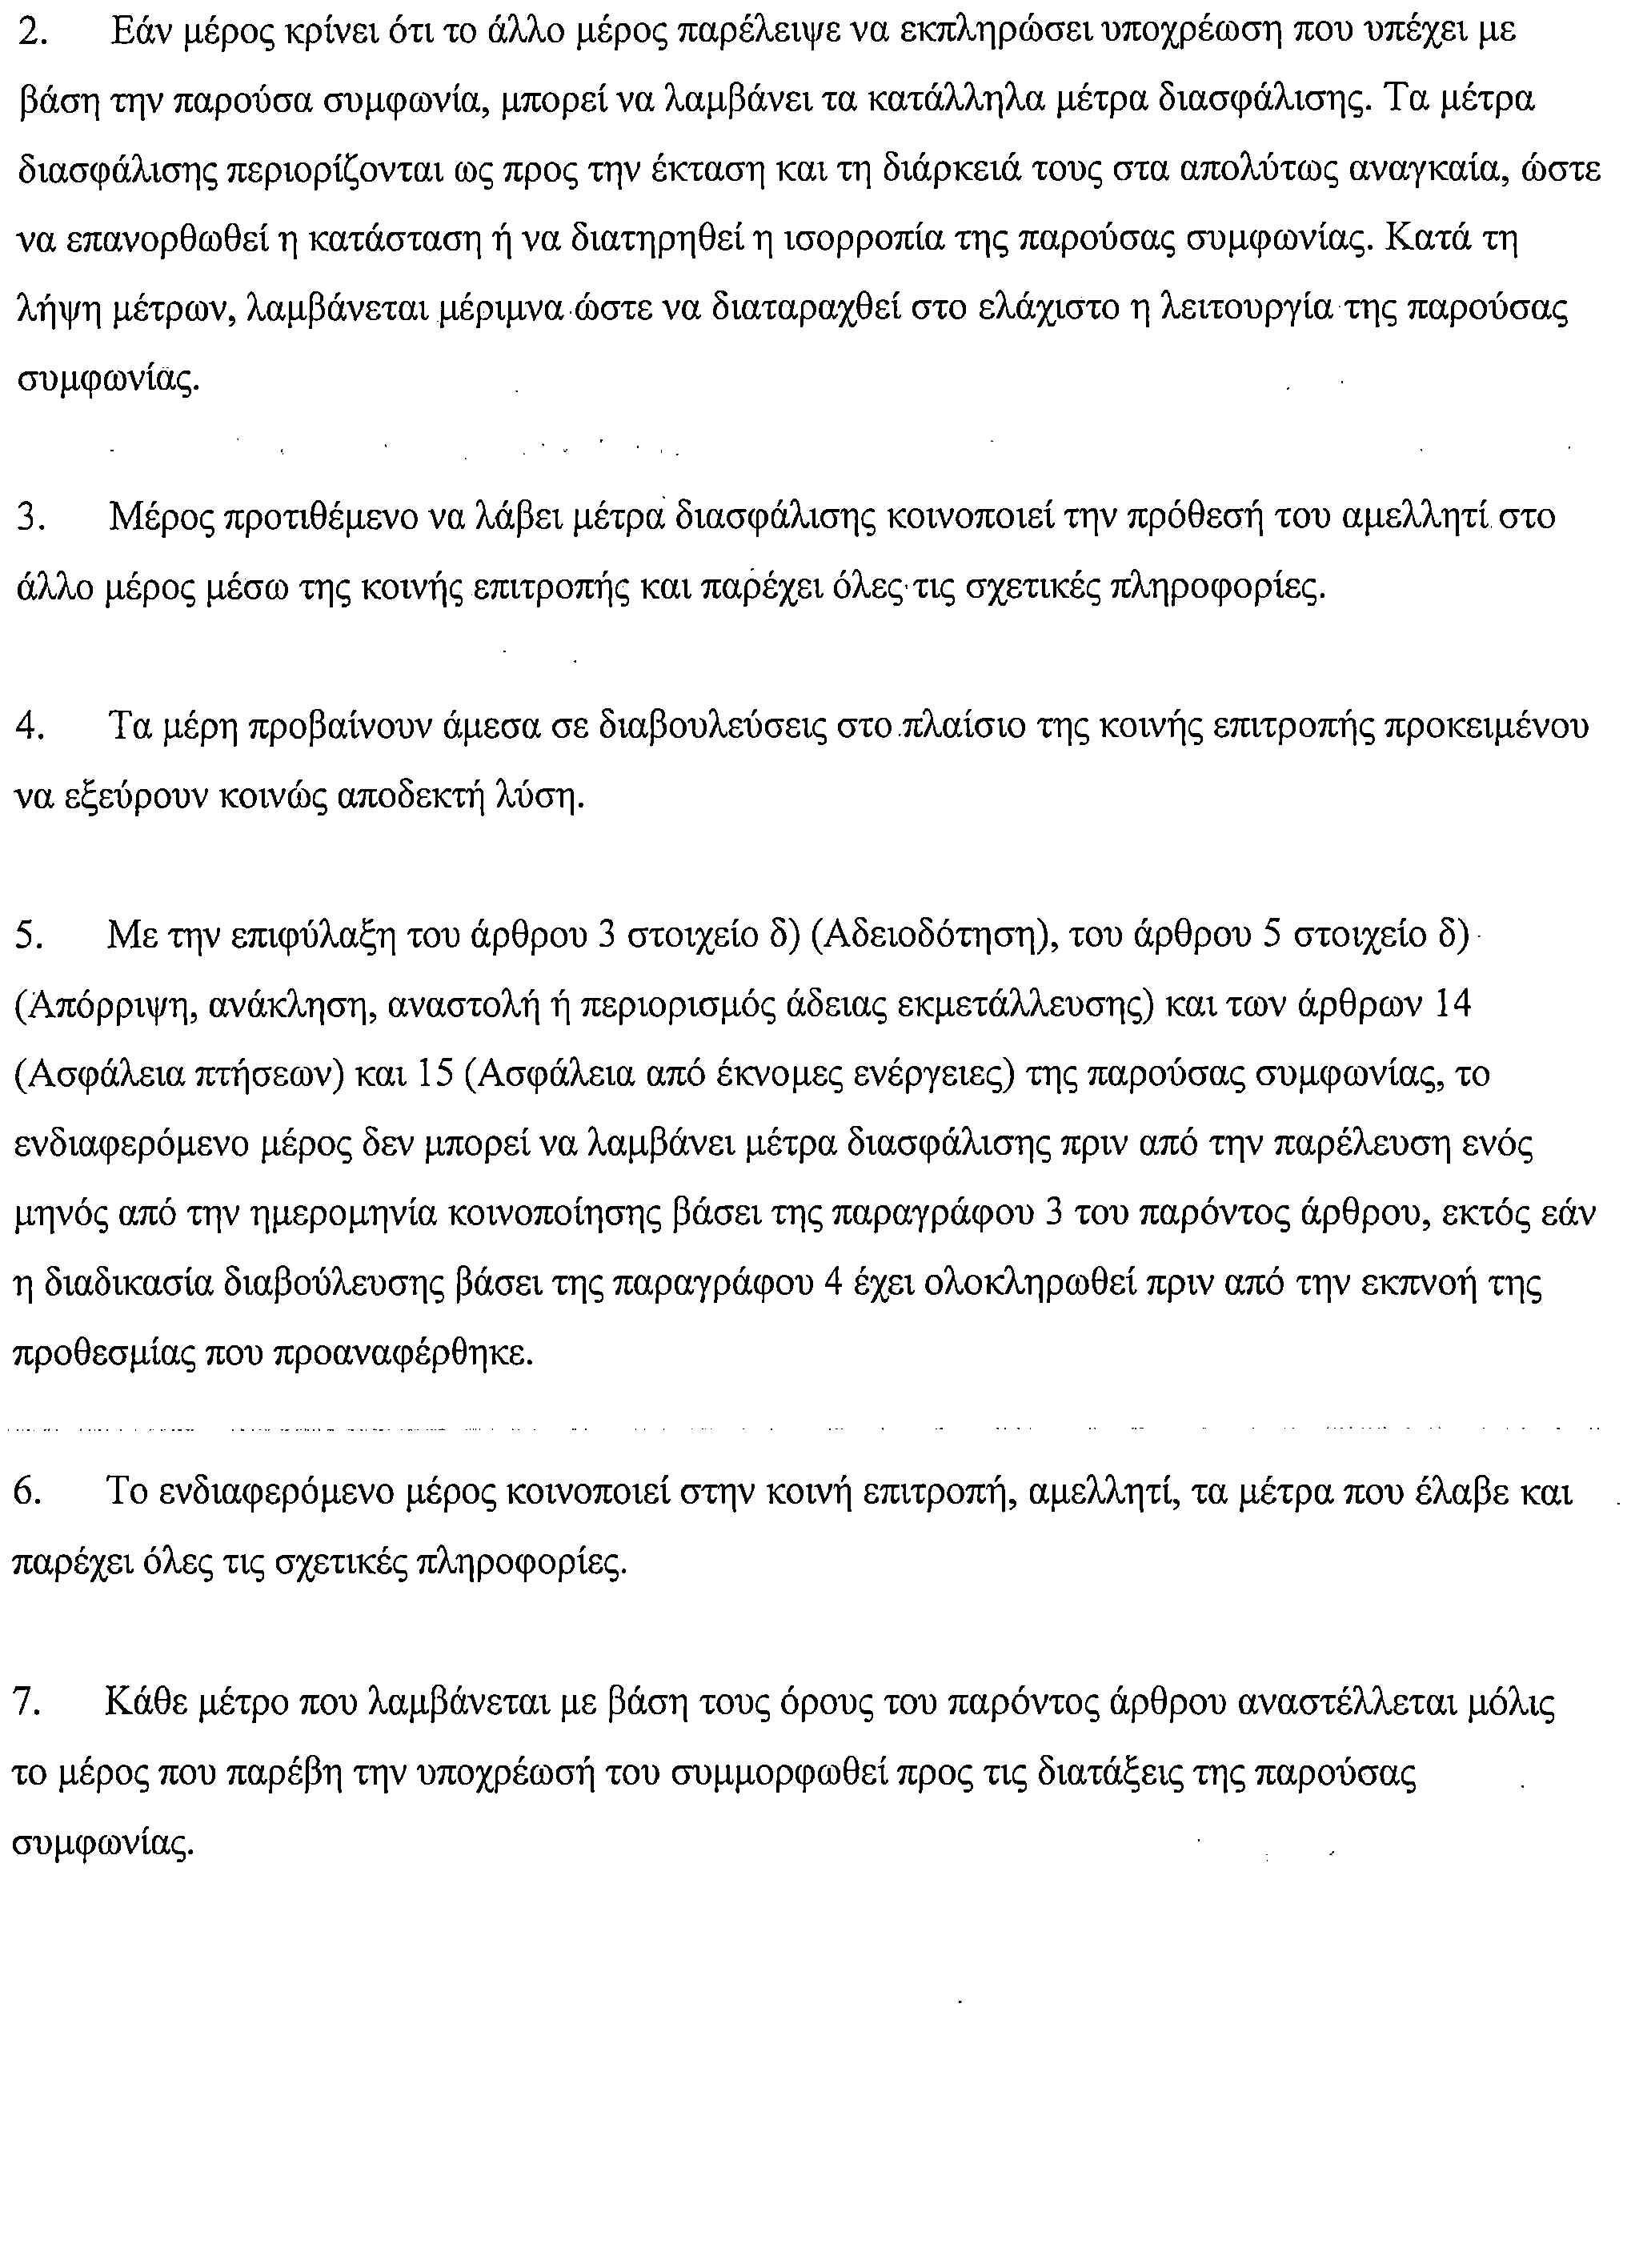 2. Εάν μέρος κρίνει ότι το άλλο μέρος παρέλειψε να εκπληρώσει υποχρέωση που υπέχει με
βάση την παρούσα συμφωνία, μπορεί να λαμβάνει τα κατάλληλα μέτρα διασφάλισης. Τα μέτρα
διασφάλισης περιορίζονται ως προς την έκταση και τη διάρκειά τους στα απολύτως αναγκαία, ώστε
να επανορθωθεί η κατάσταση ή να διατηρηθεί η ισορροπία της παρούσας συμφωνίας. Κατά τη
λήψη μέτρων, λαμβάνεται μέριμνα ώστε να διαταραχθεί στο ελάχιστο η λειτουργία της παρούσας
συμφωνίας.
3. Μέρος προτιθέμενο να λάβει μέτρα διασφάλισης κοινοποιεί την πρόθεσή του αμελλητί στο
άλλο μέρος μέσω της κοινής επιτροπής και παρέχει όλες τις σχετικές πληροφορίες.
4. Τα μέρη προβαίνουν άμεσα σε διαβουλεύσεις στο πλαίσιο της κοινής επιτροπής προκειμένου
να εξεύρουν κοινώς αποδεκτή λύση.
5. Με την επιφύλαξη του άρθρου 3 στοιχείο δ) (Αδειοδότηση), του άρθρου 5 στοιχείο δ)
(Απόρριψη, ανάκληση, αναστολή ή περιορισμός άδειας εκμετάλλευσης) και των άρθρων 14
(Ασφάλεια πτήσεων) και 15 (Ασφάλεια από έκνομες ενέργειες) της παρούσας συμφωνίας, το
ενδιαφερόμενο μέρος δεν μπορεί να λαμβάνει μέτρα διασφάλισης πριν από την παρέλευση ενός
μηνός από την ημερομηνία κοινοποίησης βάσει της παραγράφου 3 του παρόντος άρθρου, εκτός εάν
η διαδικασία διαβούλευσης βάσει της παραγράφου 4 έχει ολοκληρωθεί πριν από την εκπνοή της
προθεσμίας που προαναφέρθηκε.
6. Το ενδιαφερόμενο μέρος κοινοποιεί στην κοινή επιτροπή, αμελλητί, τα μέτρα που έλαβε και
παρέχει όλες τις σχετικές πληροφορίες.
7. Κάθε μέτρο που λαμβάνεται με βάση τους όρους του παρόντος άρθρου αναστέλλεται μόλις
το μέρος που παρέβη την υποχρέωσή του συμμορφωθεί προς τις διατάξεις της παρούσας
συμφωνίας.